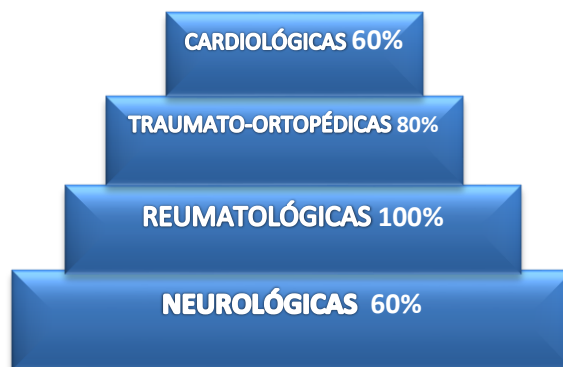 CARDIOLÓGICAS 60%
TRAUMATO-ORTOPÉDICAS 80%
REUMATOLÓGICAS 100%
NEUROLÓGICAS 60%